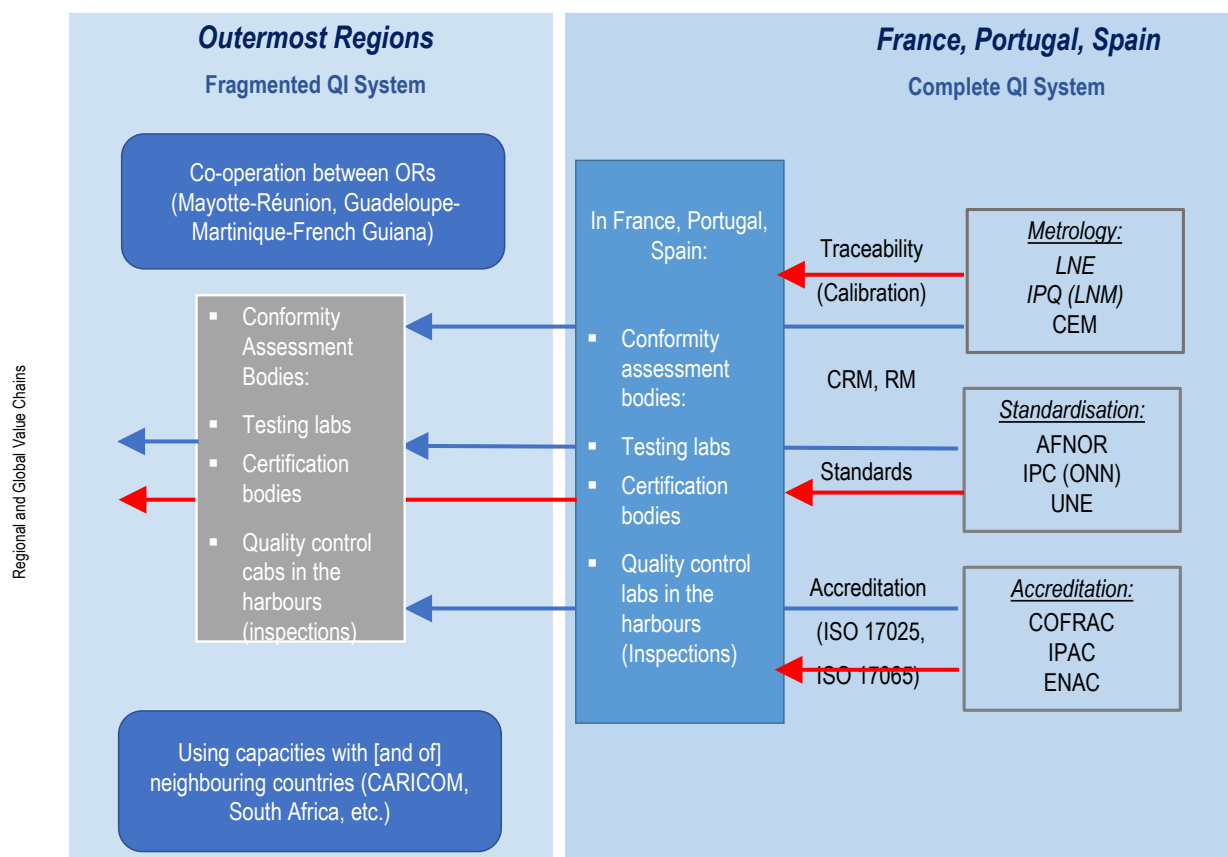 Outermost Regions
Fragmented QI System
Co-operation between ORs
(Mayotte-Réunion, Guadeloupe-
Martinique-French Guiana)
▪ Conformity
Assessment
Bodies:
▪ Testing labs
▪ Certification
bodies
▪ Quality control
cabs in the
harbours
(inspections)
Using capacities with [and of]
neighbouring countries (CARICOM,
South Africa, etc.)
Regional and Global Value Chains
France, Portugal, Spain
Complete QI System
In France, Portugal,
Spain:
▪ Conformity
assessment
bodies:
▪ Testing labs
▪ Certification
bodies
▪ Quality control
labs in the
harbours
(Inspections)
Traceability
(Calibration)
CRM, RM
Standards
Accreditation
(ISO 17025,
ISO 17065)
Metrology:
LNE
IPQ (LNM)
CEM
Standardisation:
AFNOR
IPC (ONN)
UNE
Accreditation:
COFRAC
IPAC
ENAC